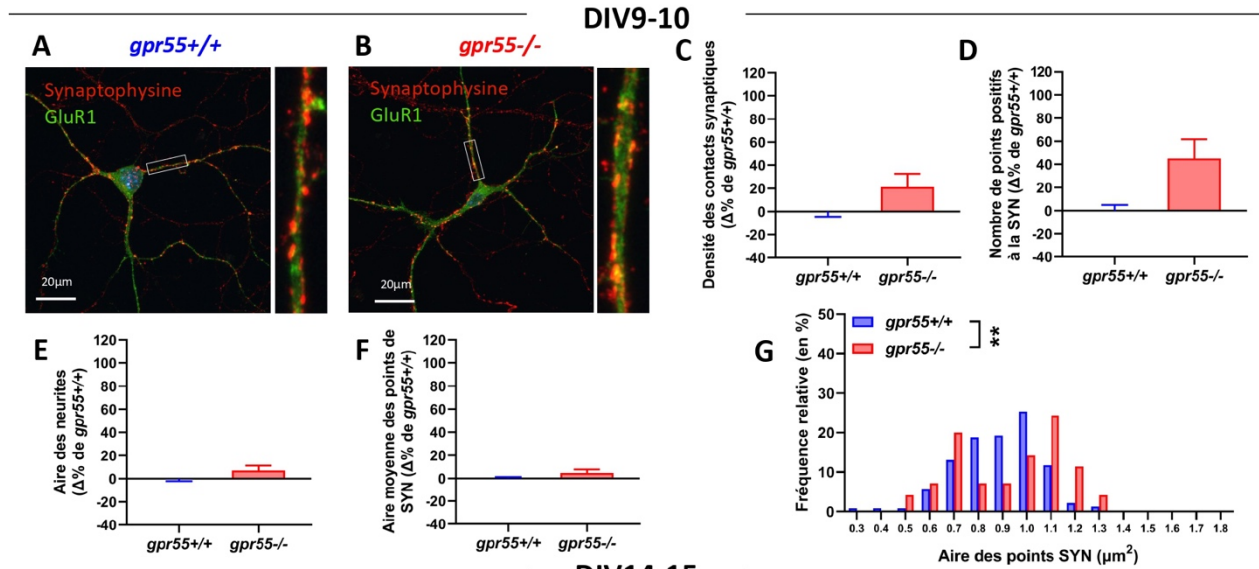 DIV9-10
A
gpr55+/+
B
gpr55-/-
Synaptophysine
GluR1
20µm
Synaptophysine
GluR1
20µm
C
Densité des contacts synaptiques
(Δ% de gpr55+/+)
120
100
80
60
40
20
0
-20
-40
gpr55+/+
gpr55-/-
D
Nombre de points positifs
à la SYN (Δ% de gpr55+/+)
120
100
80
60
40
20
0
-20
-40
gpr55+/+
gpr55-/-
E
Aire des neurites
(Δ% de gpr55+/+)
120
100
80
60
40
20
0
-20
-40
gpr55+/+
gpr55-/-
F
Aire moyenne des points de
SYN (Δ% de gpr55+/+)
120
100
80
60
40
20
0
-20
-40
gpr55+/+
gpr55-/-
G
Fréquence relative (en %)
50
40
30
20
10
0
gpr55+/+
gpr55-/-
**
0.3 0.4 0.5 0.6 0.7 0.8 0.9 1.0 1.1 1.2 1.3 1.4 1.5 1.6 1.7 1.8
Aire des points SYN (µm²)
DIV14-15